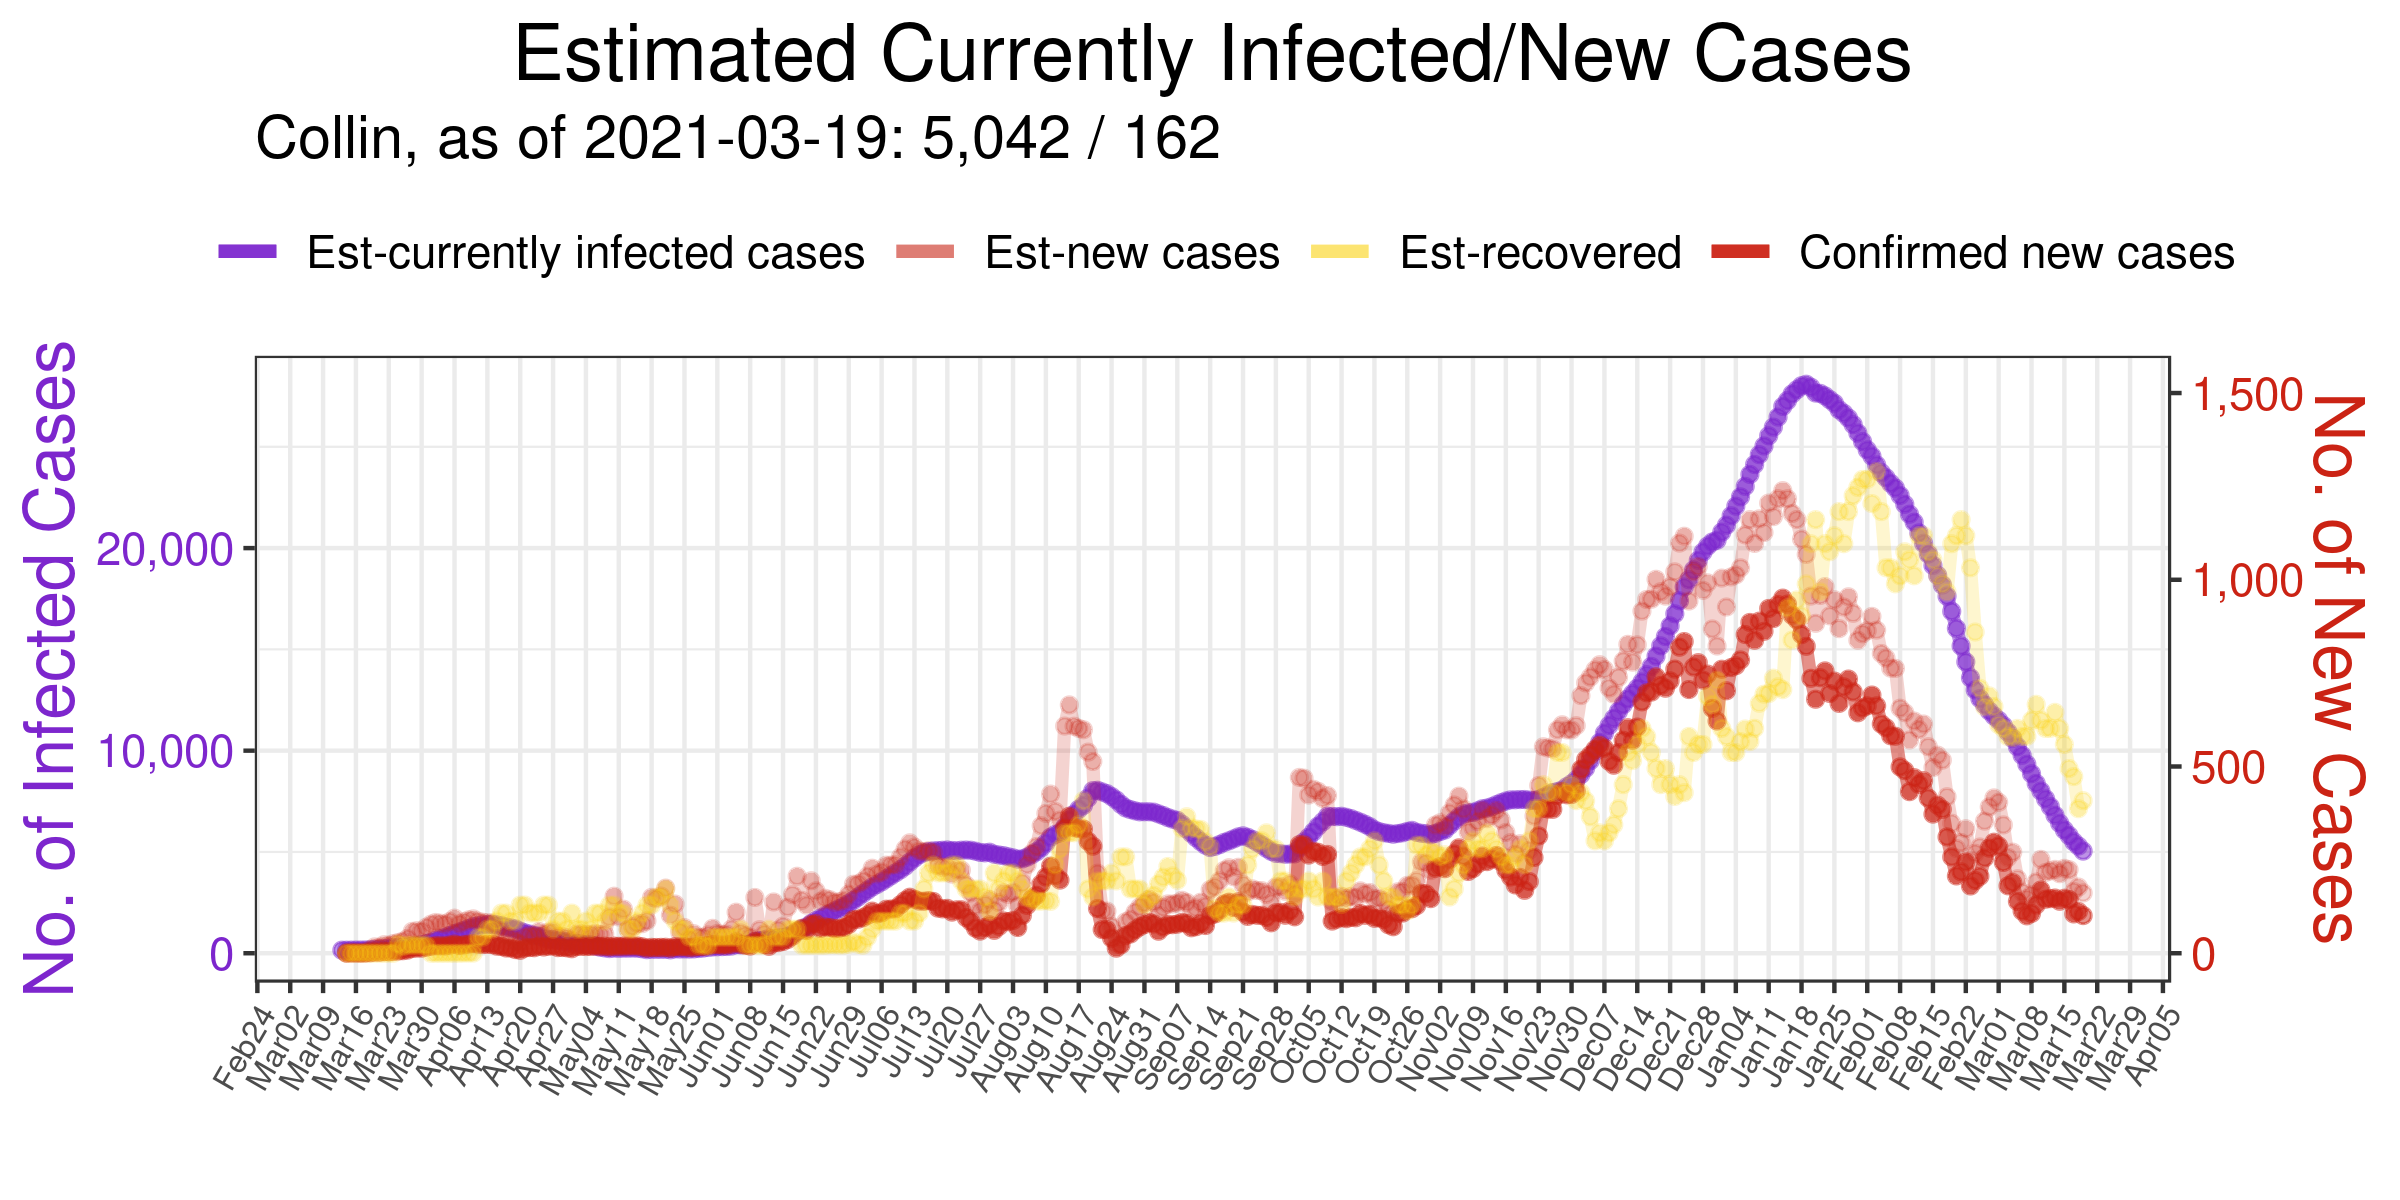 Estimated Currently Infected/New Cases
Collin, as of 2021-03-19: 5,042 / 162
Est-currently infected cases Est-new cases Est-recovered Confirmed new cases
No. of Infected Cases
20,000
10,000
0
1,500
1,000
500
0
No. of New Cases
Feb24
Mar02
Mar09
Mar16
Mar23
Mar30
Apr06
Apr13
Apr20
Apr27
May04
May11
May18
May25
Jun01
Jun08
Jun15
Jun22
Jun29
Jul06
Jul13
Jul20
Jul27
Aug03
Aug10
Aug17
Aug24
Aug31
Sep07
Sep14
Sep21
Sep28
Oct05
Oct12
Oct19
Oct26
Nov02
Nov09
Nov16
Nov23
Nov30
Dec07
Dec14
Dec21
Dec28
Jan04
Jan11
Jan18
Jan25
Feb01
Feb08
Feb15
Feb22
Mar01
Mar08
Mar15
Mar22
Mar29
Apr05